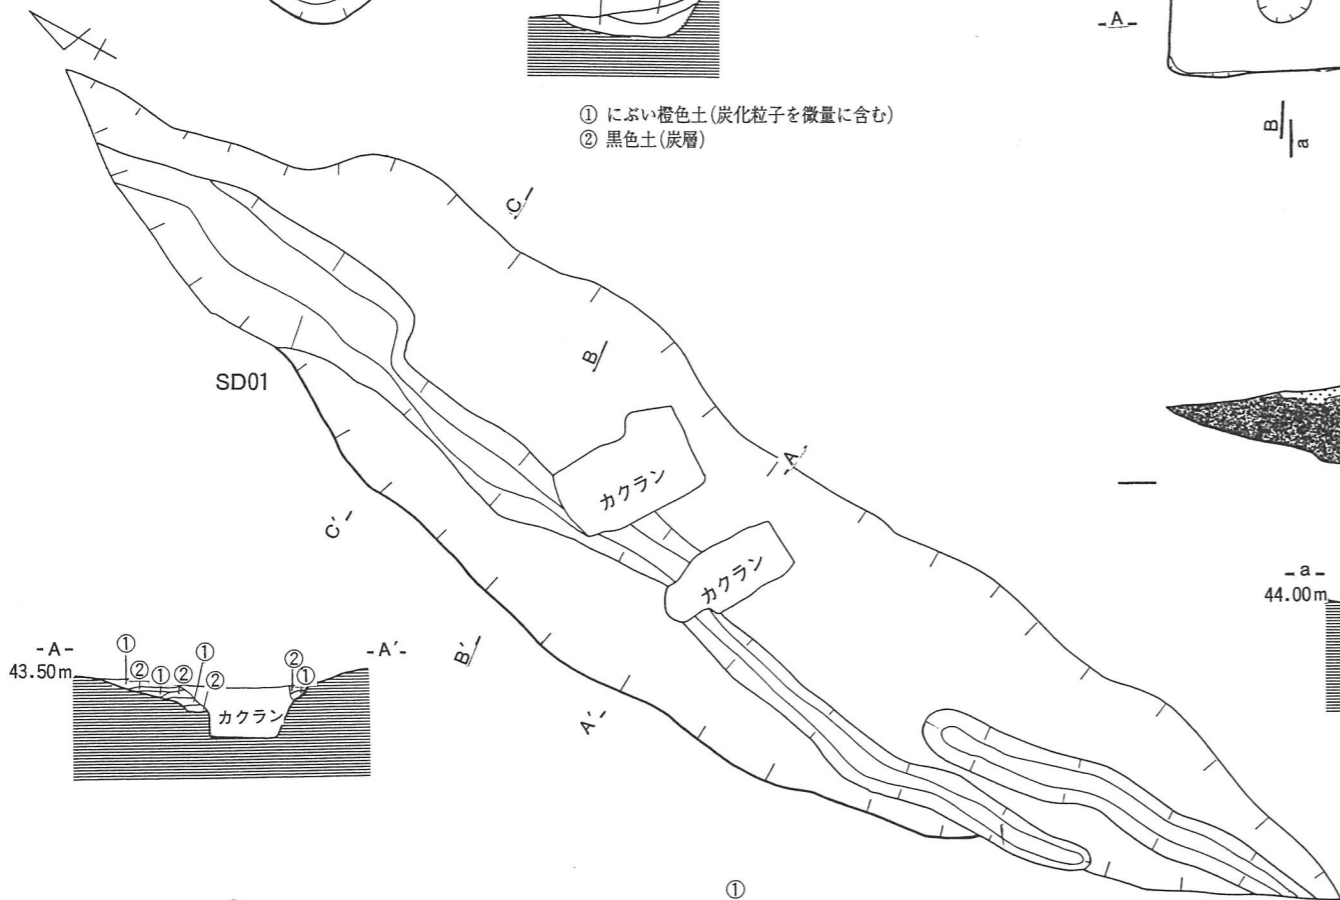 -A-
① にぶい橙色土(炭化粒子を微量に含む)
② 黒色土(炭層)
B
a
C
B
SD01
-A-
カクラン
C′-
カクラン
-a-
44.00m
-A-
① ② ① ② ① ② ② ①
-A′-
43.50m
カクラン
B′
A′-
①